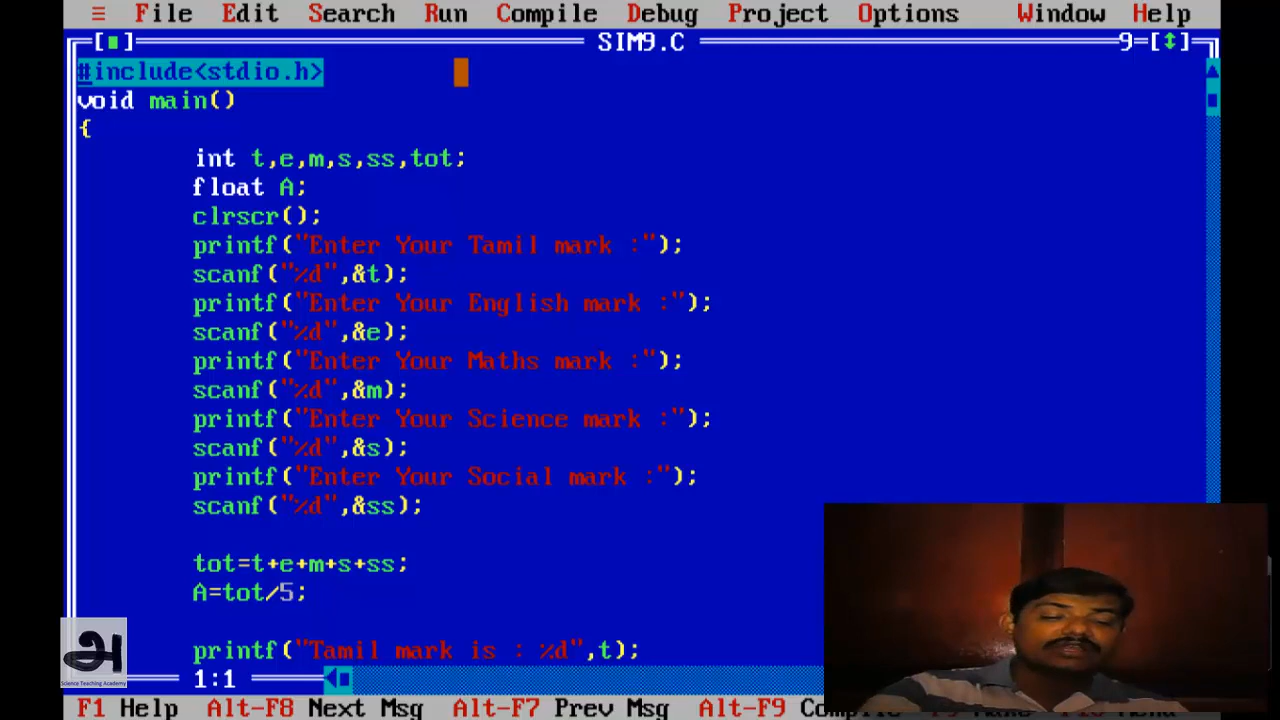 ≡ File Edit Search Run Compile Debug Project Options Window Help
[■] SIM9.C 9=[↕]
#include<stdio.h>
void main()
{
int t,e,m,s,ss,tot;
float A;
clrscr();
printf("Enter Your Tamil mark :");
scanf("%d",&t);
printf("Enter Your English mark :");
scanf("%d",&e);
printf("Enter Your Maths mark :");
scanf("%d",&m);
printf("Enter Your Science mark :");
scanf("%d",&s);
printf("Enter Your Social mark :");
scanf("%d",&ss);
tot=t+e+m+s+ss;
A=tot/5;
printf("Tamil mark is : %d",t);
அ
Science Teaching Academy
1:1
F1 Help Alt-F8 Next Msg Alt-F7 Prev Msg Alt-F9